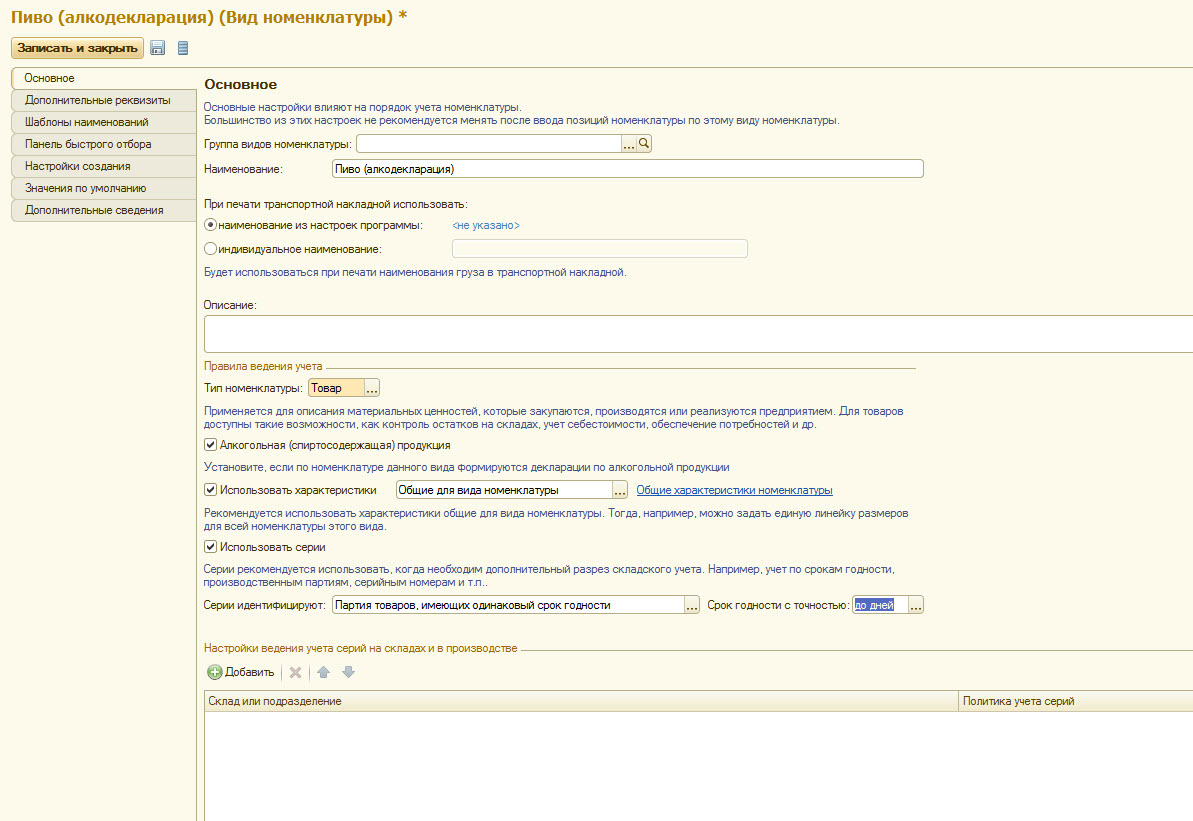 Пиво (алкодекларация) (Вид номенклатуры) *
Записать и закрыть
Основное
Дополнительные реквизиты
Шаблоны наименований
Панель быстрого отбора
Настройки создания
Значения по умолчанию
Дополнительные сведения
Основное
Основные настройки влияют на порядок учета номенклатуры.
Большинство из этих настроек не рекомендуется менять после ввода позиций номенклатуры по этому виду номенклатуры.
Группа видов номенклатуры: ...
Наименование: Пиво (алкодекларация)
При печати транспортной накладной использовать:
наименование из настроек программы: <не указано>
индивидуальное наименование:
Будет использоваться при печати наименования груза в транспортной накладной.
Описание:
Правила ведения учета
Тип номенклатуры: Товар ...
Применяется для описания материальных ценностей, которые закупаются, производятся или реализуются предприятием. Для товаров
доступны такие возможности, как контроль остатков на складах, учет себестоимости, обеспечение потребностей и др.
Алкогольная (спиртосодержащая) продукция
Установите, если по номенклатуре данного вида формируются декларации по алкогольной продукции
Использовать характеристики Общие для вида номенклатуры ... Общие характеристики номенклатуры
Рекомендуется использовать характеристики общие для вида номенклатуры. Тогда, например, можно задать единую линейку размеров
для всей номенклатуры этого вида.
Использовать серии
Серии рекомендуется использовать, когда необходим дополнительный разрез складского учета. Например, учет по срокам годности,
производственным партиям, серийным номерам и т.п..
Серии идентифицируют: Партия товаров, имеющих одинаковый срок годности ... Срок годности с точностью: до дней ...
Настройки ведения учета серий на складах и в производстве
Добавить
Склад или подразделение Политика учета серий